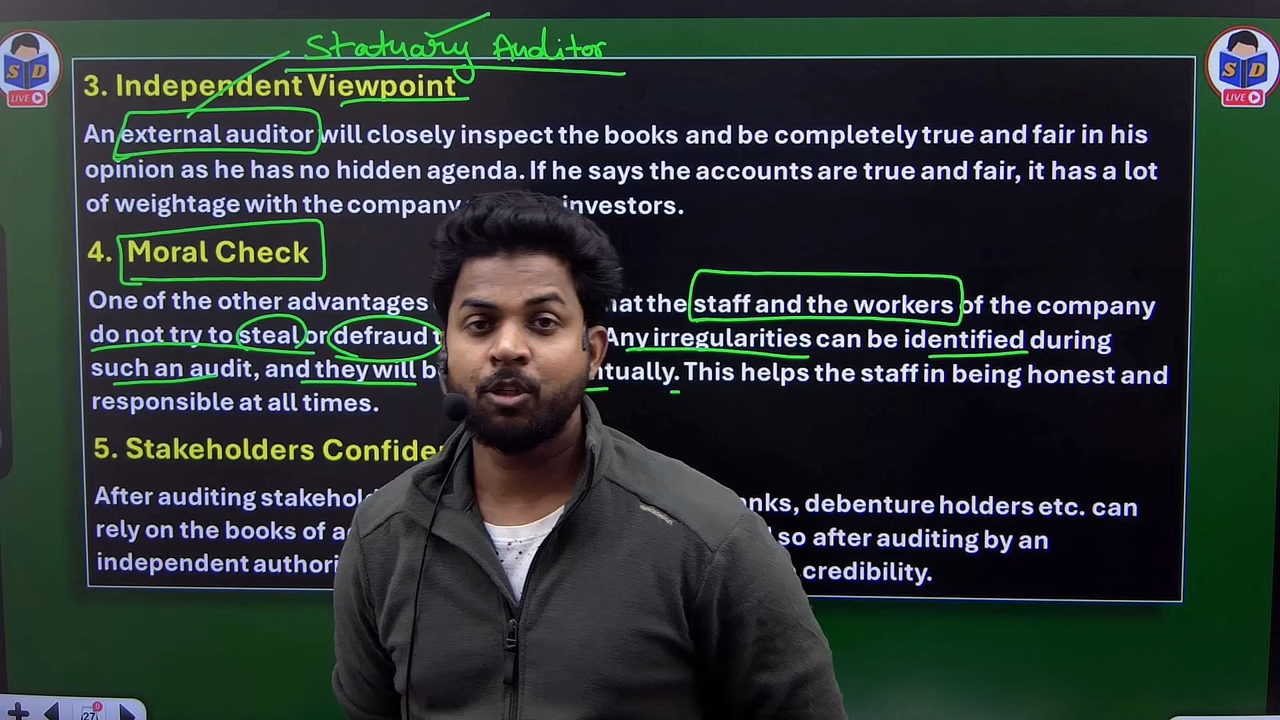 Statuary Auditor
3. Independent Viewpoint
An external auditor will closely inspect the books and be completely true and fair in his
opinion as he has no hidden agenda. If he says the accounts are true and fair, it has a lot
of weightage with the company investors.
4. Moral Check
One of the other advantages hat the staff and the workers of the company
do not try to steal or defraud Any irregularities can be identified during
such an audit, and they will tually. This helps the staff in being honest and
responsible at all times.
5. Stakeholders Confide
After auditing stakehol nks, debenture holders etc. can
rely on the books of a so after auditing by an
independent authori credibility.
S D
LIVE
S D
LIVE
27